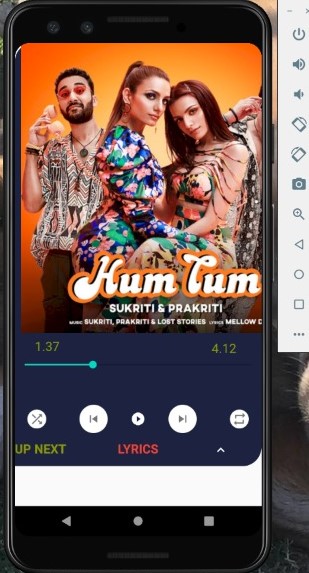 Hum Tum
SUKRITI & PRAKRITI
MUSIC SUKRITI, PRAKRITI & LOST STORIES LYRICS MELLOW D
1.37
4.12
UP NEXT
LYRICS